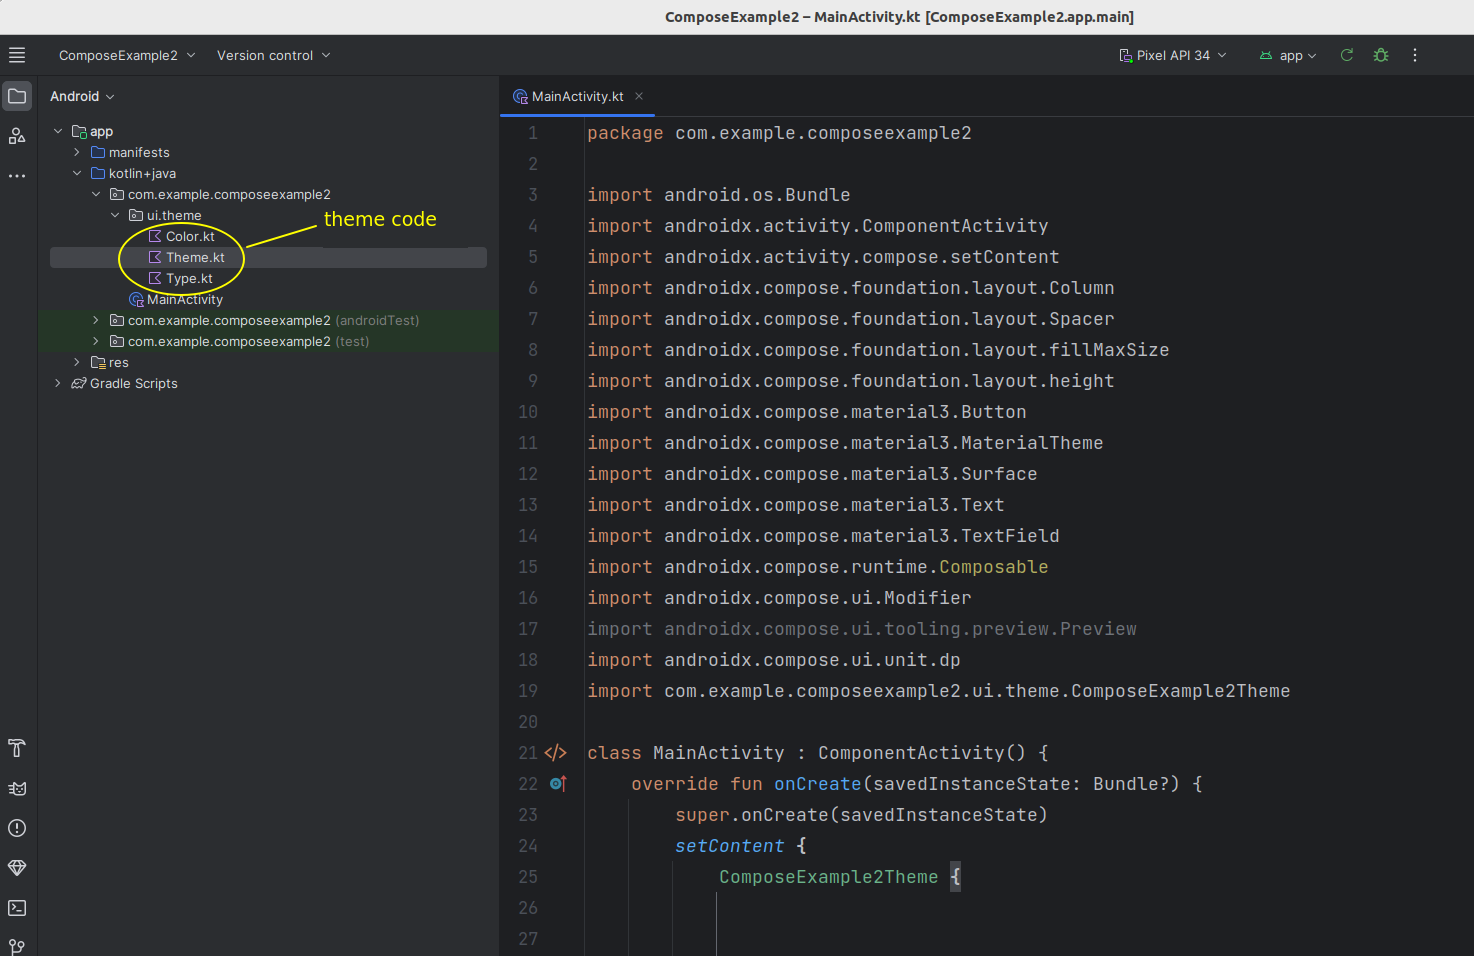 ComposeExample2 – MainActivity.kt [ComposeExample2.app.main]
ComposeExample2 Version control Pixel API 34 app
Android
app
manifests
kotlin+java
com.example.composeexample2
ui.theme
theme code
Color.kt
Theme.kt
Type.kt
MainActivity
com.example.composeexample2 (androidTest)
com.example.composeexample2 (test)
res
Gradle Scripts
MainActivity.kt
1 package com.example.composeexample2
2
3 import android.os.Bundle
4 import androidx.activity.ComponentActivity
5 import androidx.activity.compose.setContent
6 import androidx.compose.foundation.layout.Column
7 import androidx.compose.foundation.layout.Spacer
8 import androidx.compose.foundation.layout.fillMaxSize
9 import androidx.compose.foundation.layout.height
10 import androidx.compose.material3.Button
11 import androidx.compose.material3.MaterialTheme
12 import androidx.compose.material3.Surface
13 import androidx.compose.material3.Text
14 import androidx.compose.material3.TextField
15 import androidx.compose.runtime.Composable
16 import androidx.compose.ui.Modifier
17 import androidx.compose.ui.tooling.preview.Preview
18 import androidx.compose.ui.unit.dp
19 import com.example.composeexample2.ui.theme.ComposeExample2Theme
20
21 class MainActivity : ComponentActivity() {
22 override fun onCreate(savedInstanceState: Bundle?) {
23 super.onCreate(savedInstanceState)
24 setContent {
25 ComposeExample2Theme {
26
27